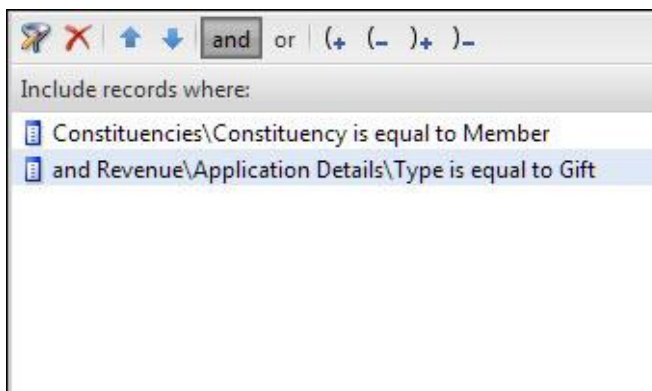 and or (+ (- )+ )-
Include records where:
Constituencies\Constituency is equal to Member
and Revenue\Application Details\Type is equal to Gift